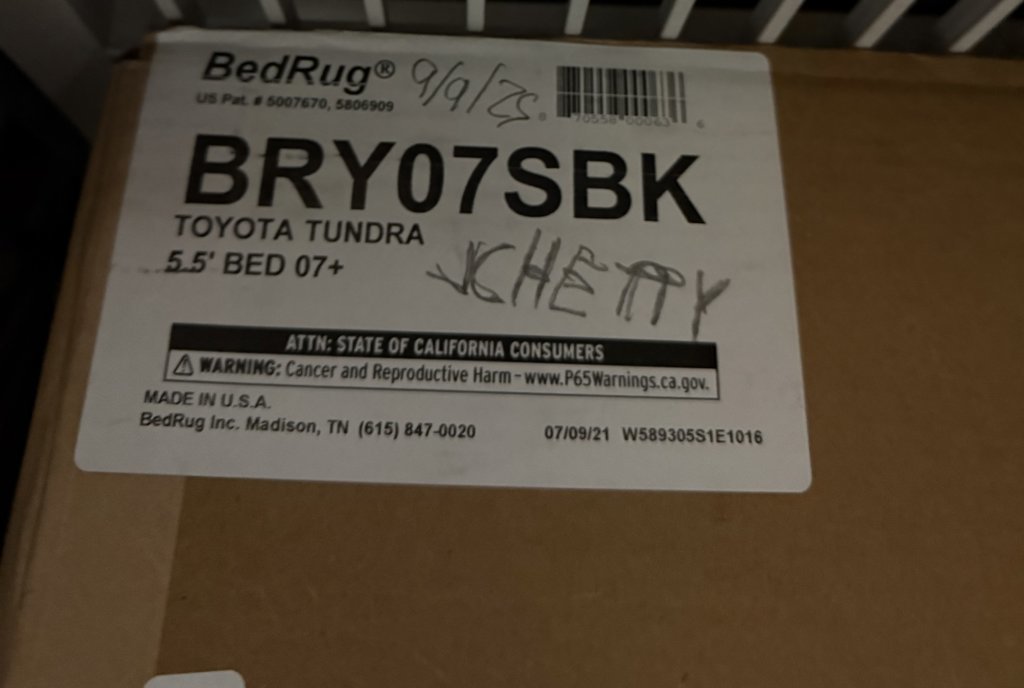 BedRug® 9/9/25
US Pat. # 5007670, 5806909
BRY07SBK
TOYOTA TUNDRA
5.5' BED 07+
ATTN: STATE OF CALIFORNIA CONSUMERS
⚠ WARNING: Cancer and Reproductive Harm - www.P65Warnings.ca.gov.
MADE IN U.S.A.
BedRug Inc. Madison, TN (615) 847-0020 07/09/21 W589305S1E1016